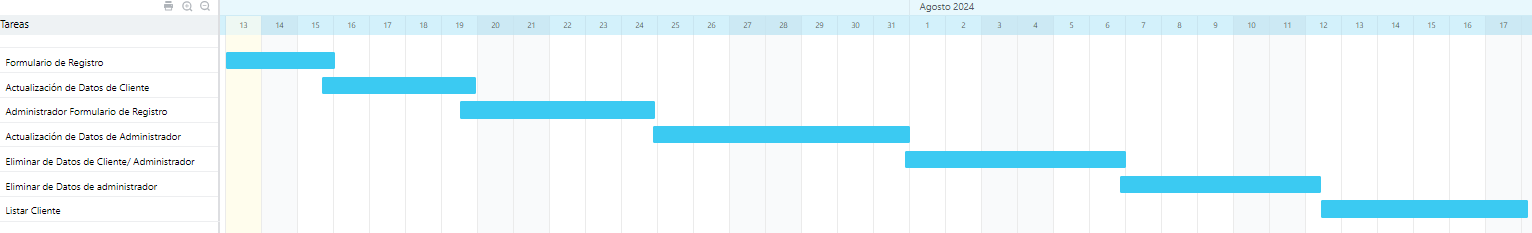 Agosto 2024
Tareas
13 14 15 16 17 18 19 20 21 22 23 24 25 26 27 28 29 30 31 1 2 3 4 5 6 7 8 9 10 11 12 13 14 15 16 17
Formulario de Registro
Actualización de Datos de Cliente
Administrador Formulario de Registro
Actualización de Datos de Administrador
Eliminar de Datos de Cliente/ Administrador
Eliminar de Datos de administrador
Listar Cliente